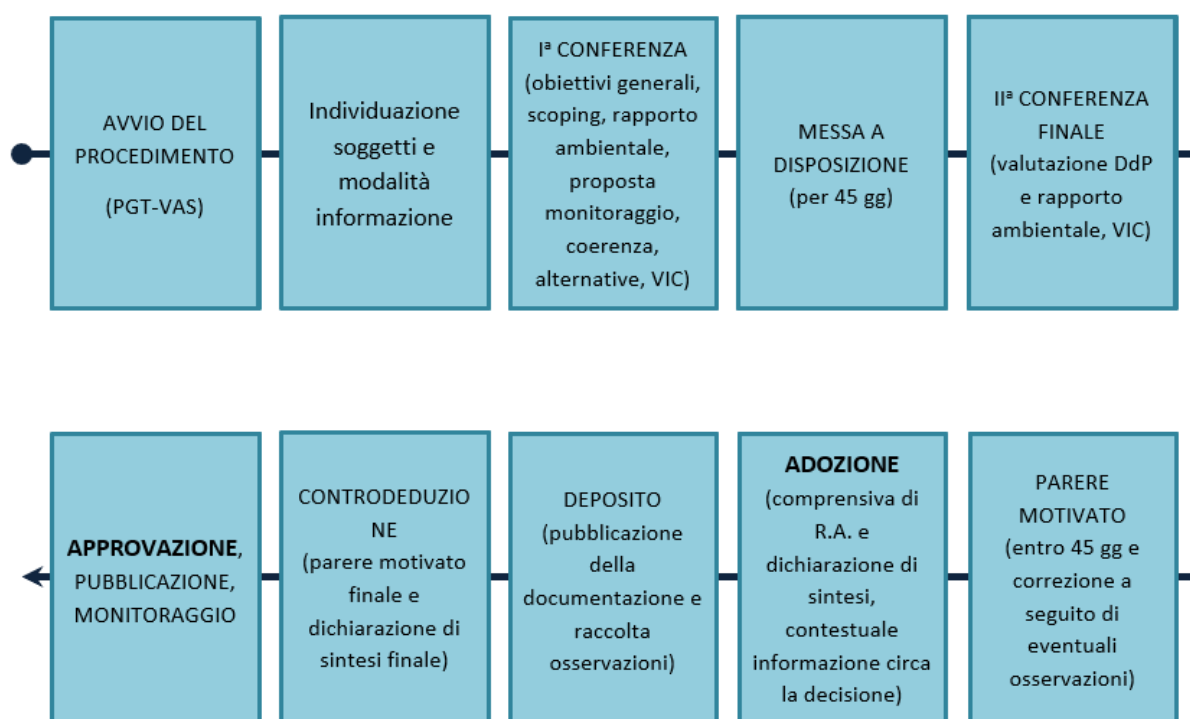 AVVIO DEL
PROCEDIMENTO
(PGT-VAS)
Individuazione
soggetti e
modalità
informazione
Iª CONFERENZA
(obiettivi generali,
scoping, rapporto
ambientale,
proposta
monitoraggio,
coerenza,
alternative, VIC)
MESSA A
DISPOSIZIONE
(per 45 gg)
IIª CONFERENZA
FINALE
(valutazione DdP
e rapporto
ambientale, VIC)
APPROVAZIONE,
PUBBLICAZIONE,
MONITORAGGIO
CONTRODEDUZIO
NE
(parere motivato
finale e
dichiarazione di
sintesi finale)
DEPOSITO
(pubblicazione
della
documentazione e
raccolta
osservazioni)
ADOZIONE
(comprensiva di
R.A. e
dichiarazione di
sintesi,
contestuale
informazione circa
la decisione)
PARERE
MOTIVATO
(entro 45 gg e
correzione a
seguito di
eventuali
osservazioni)